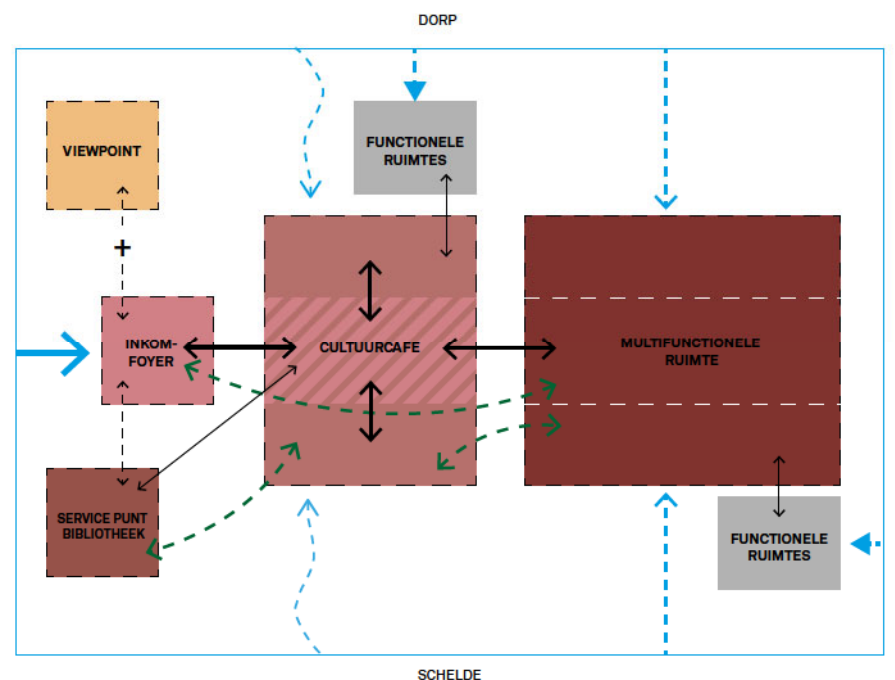 DORP
VIEWPOINT
FUNCTIONELE
RUIMTES
+
INKOM-
FOYER
CULTUURCAFE
MULTIFUNCTIONELE
RUIMTE
SERVICE PUNT
BIBLIOTHEEK
FUNCTIONELE
RUIMTES
SCHELDE